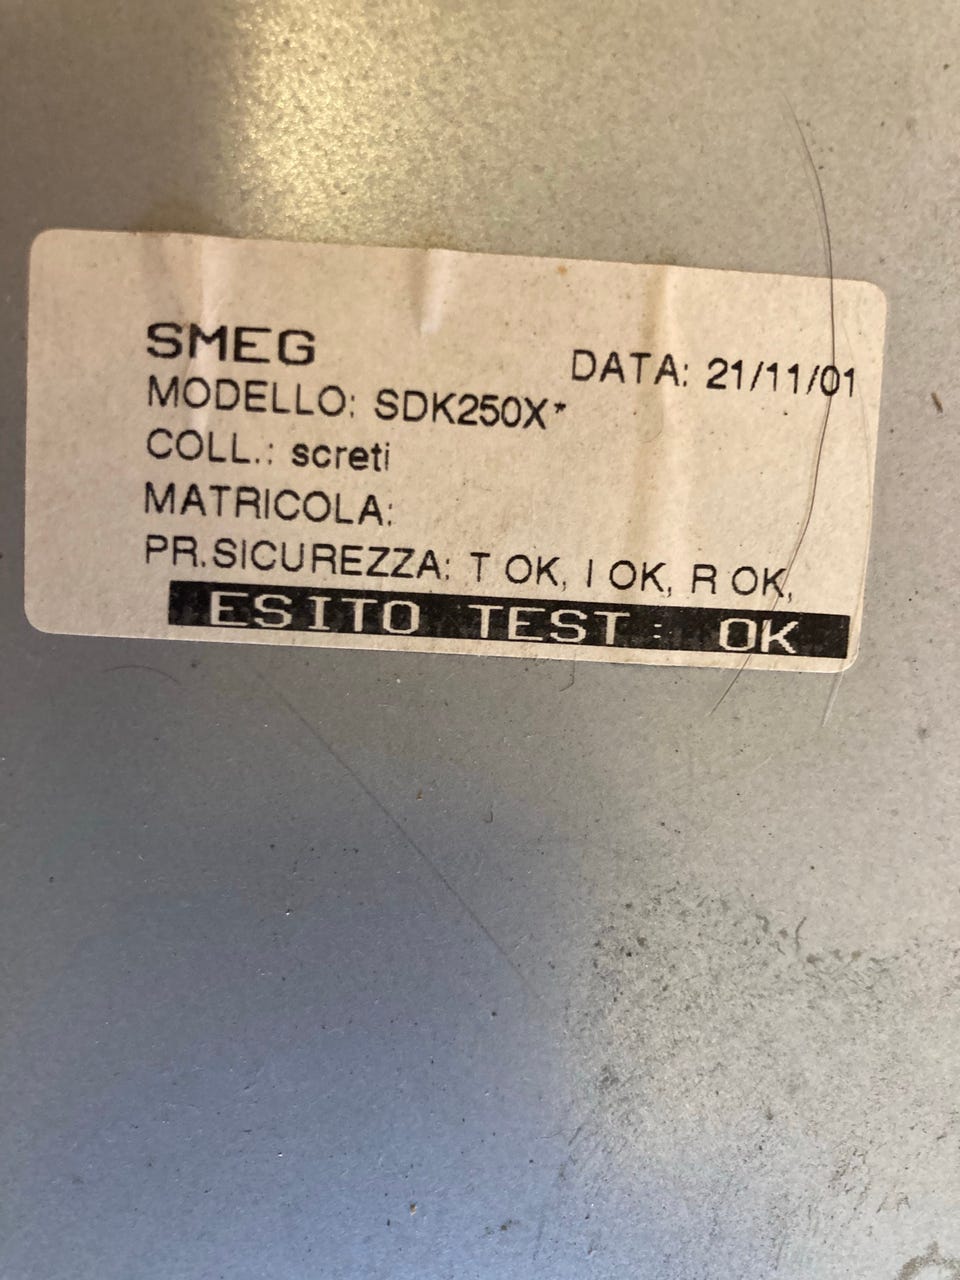 SMEG
DATA: 21/11/01
MODELLO: SDK250X*
COLL.: screti
MATRICOLA:
PR.SICUREZZA: T OK, I OK, R OK,
ESITO TEST: OK